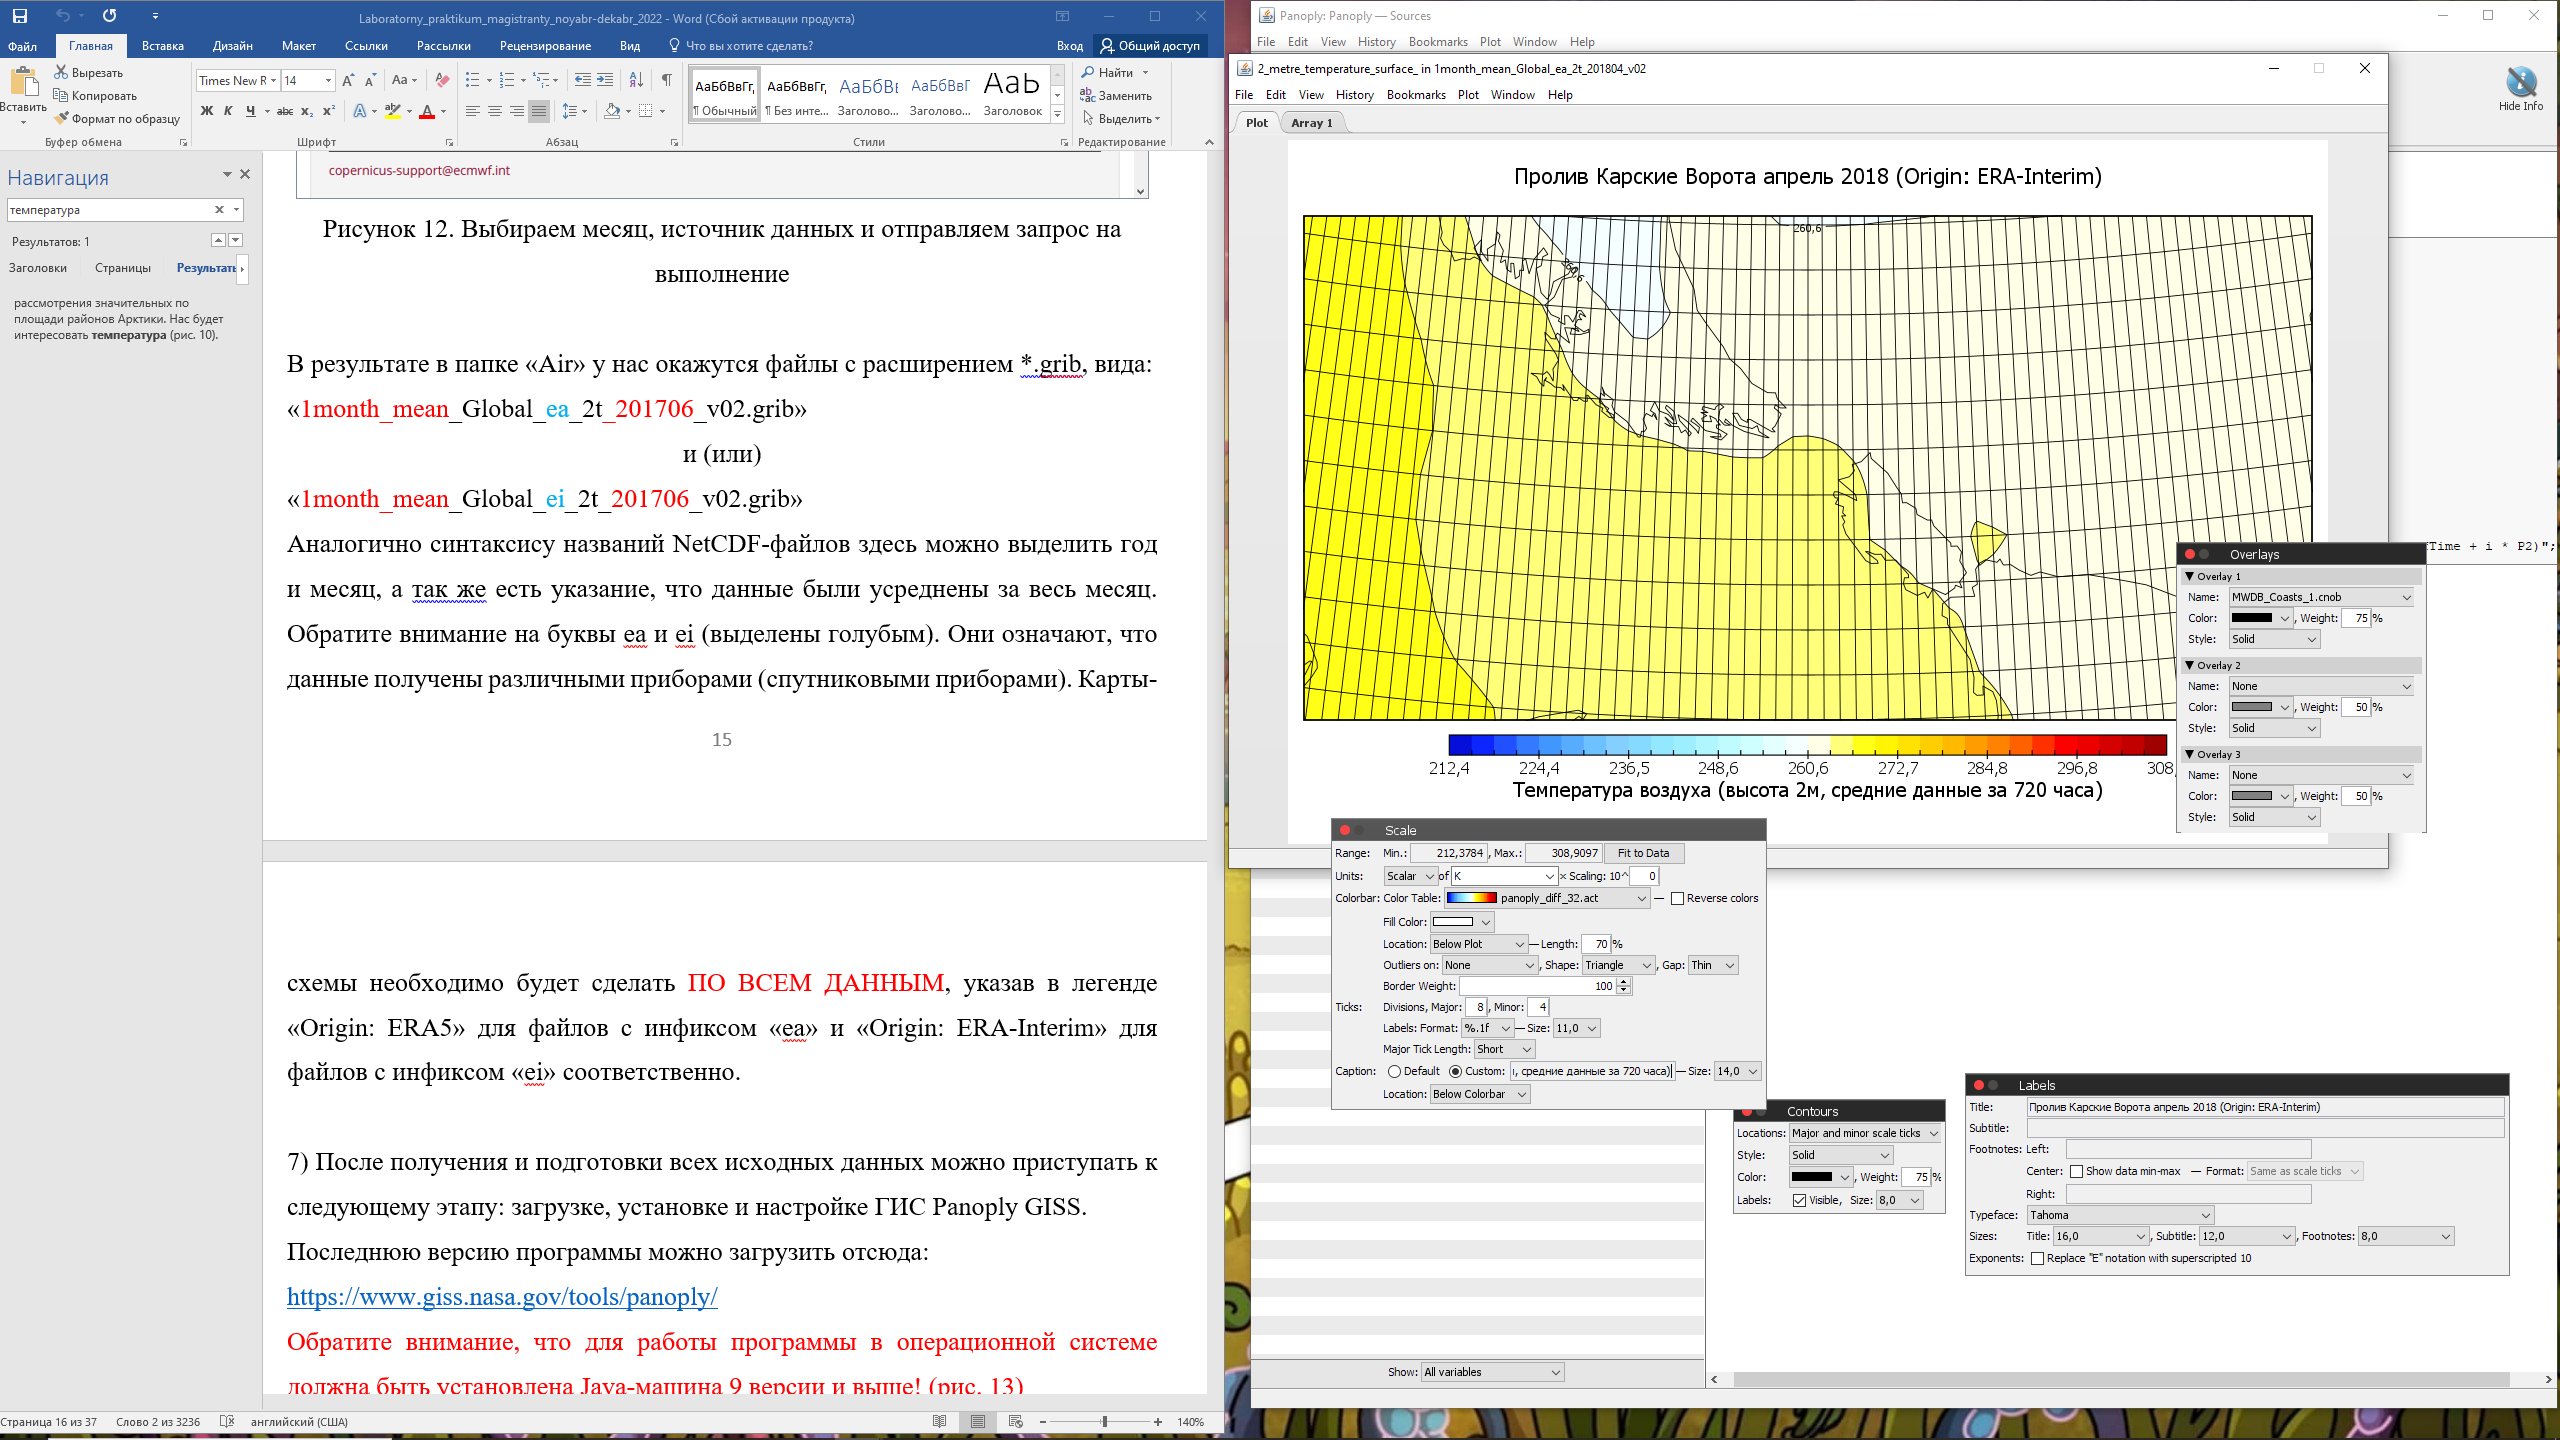 Laboratorny_praktikum_magistranty_noyabr-dekabr_2022 - Word (Сбой активации продукта)
Файл Главная Вставка Дизайн Макет Ссылки Рассылки Рецензирование Вид Что вы хотите сделать? Вход Общий доступ
Вставить
Вырезать
Копировать
Формат по образцу
Буфер обмена
Times New R 14
Ж К Ч abc x₂ x²
Шрифт
Абзац
АаБбВвГг, АаБбВвГг, АаБбВı АаБбВвГ АаЬ
¶ Обычный ¶ Без инте... Заголово... Заголово... Заголовок
Стили
Найти
Заменить
Выделить
Редактирование
Навигация
температура
Результатов: 1
Заголовки Страницы Результаты
рассмотрения значительных по
площади районов Арктики. Нас будет
интересовать температура (рис. 10).
copernicus-support@ecmwf.int
Рисунок 12. Выбираем месяц, источник данных и отправляем запрос на
выполнение
В результате в папке «Air» у нас окажутся файлы с расширением *.grib, вида:
«1month_mean_Global_ea_2t_201706_v02.grib»
и (или)
«1month_mean_Global_ei_2t_201706_v02.grib»
Аналогично синтаксису названий NetCDF-файлов здесь можно выделить год
и месяц, а так же есть указание, что данные были усреднены за весь месяц.
Обратите внимание на буквы ea и ei (выделены голубым). Они означают, что
данные получены различными приборами (спутниковыми приборами). Карты-
15
схемы необходимо будет сделать ПО ВСЕМ ДАННЫМ, указав в легенде
«Origin: ERA5» для файлов с инфиксом «ea» и «Origin: ERA-Interim» для
файлов с инфиксом «ei» соответственно.
7) После получения и подготовки всех исходных данных можно приступать к
следующему этапу: загрузке, установке и настройке ГИС Panoply GISS.
Последнюю версию программы можно загрузить отсюда:
https://www.giss.nasa.gov/tools/panoply/
Обратите внимание, что для работы программы в операционной системе
должна быть установлена Java-машина 9 версии и выше! (рис. 13)
Страница 16 из 37 Слово 2 из 3236 английский (США) 140%
Panoply: Panoply — Sources
File Edit View History Bookmarks Plot Window Help
Hide Info
2_metre_temperature_surface_ in 1month_mean_Global_ea_2t_201804_v02
File Edit View History Bookmarks Plot Window Help
Plot Array 1
Пролив Карские Ворота апрель 2018 (Origin: ERA-Interim)
260,6
260,6
212,4 224,4 236,5 248,6 260,6 272,7 284,8 296,8 308,
Температура воздуха (высота 2м, средние данные за 720 часа)
Time + i * P2)";
Overlays
Overlay 1
Name: MWDB_Coasts_1.cnob
Color: , Weight: 75 %
Style: Solid
Overlay 2
Name: None
Color: , Weight: 50 %
Style: Solid
Overlay 3
Name: None
Color: , Weight: 50 %
Style: Solid
Scale
Range: Min.: 212,3784 , Max.: 308,9097 Fit to Data
Units: Scalar of K × Scaling: 10^ 0
Colorbar: Color Table: panoply_diff_32.act — Reverse colors
Fill Color:
Location: Below Plot — Length: 70 %
Outliers on: None , Shape: Triangle , Gap: Thin
Border Weight: 100
Ticks: Divisions, Major: 8 , Minor: 4
Labels: Format: %.1f — Size: 11,0
Major Tick Length: Short
Caption: Default Custom: , средние данные за 720 часа) — Size: 14,0
Location: Below Colorbar
Contours
Locations: Major and minor scale ticks
Style: Solid
Color: , Weight: 75 %
Labels: Visible, Size: 8,0
Labels
Title: Пролив Карские Ворота апрель 2018 (Origin: ERA-Interim)
Subtitle:
Footnotes: Left:
Center: Show data min-max — Format: Same as scale ticks
Right:
Typeface: Tahoma
Sizes: Title: 16,0 , Subtitle: 12,0 , Footnotes: 8,0
Exponents: Replace "E" notation with superscripted 10
Show: All variables